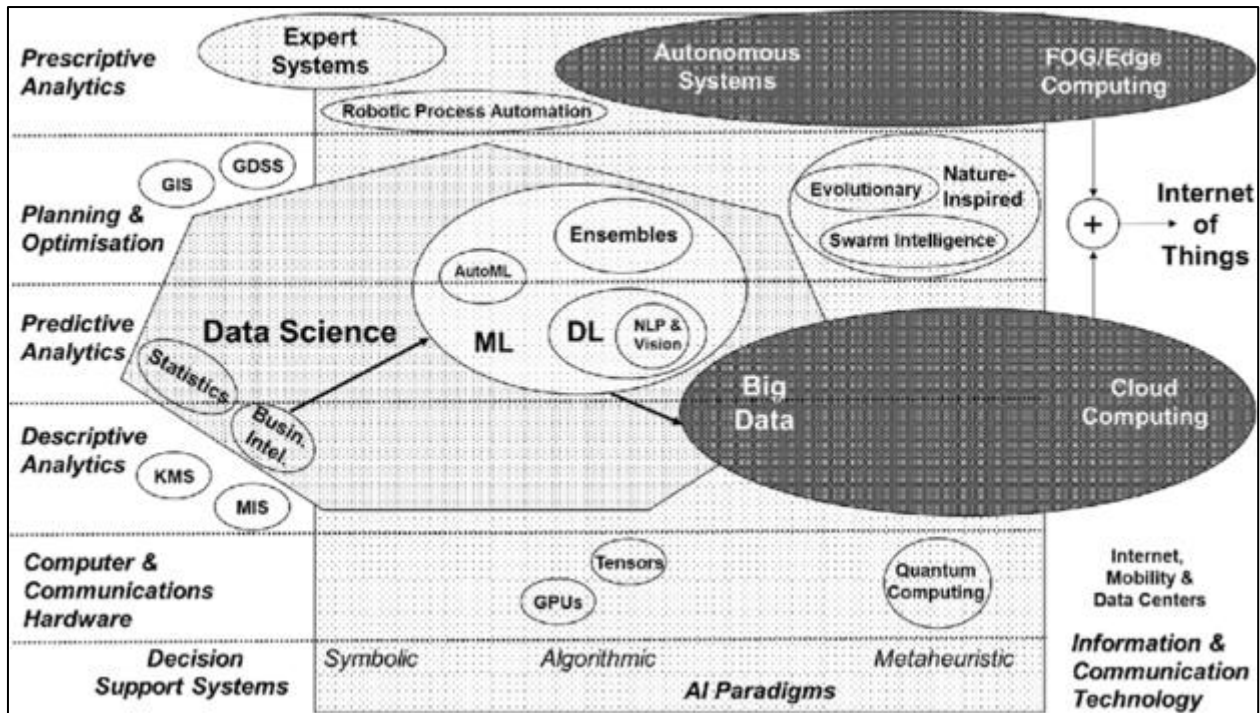 Prescriptive
Analytics
Expert
Systems
Robotic Process Automation
Autonomous
Systems
FOG/Edge
Computing
Planning &
Optimisation
GIS
GDSS
Ensembles
AutoML
Evolutionary
Nature-
Inspired
Swarm Intelligence
+
Internet
of
Things
Predictive
Analytics
Data Science
Statistics
ML
DL
NLP &
Vision
Big
Data
Cloud
Computing
Descriptive
Analytics
Busin.
Intel.
KMS
MIS
Computer &
Communications
Hardware
Tensors
GPUs
Quantum
Computing
Internet,
Mobility &
Data Centers
Decision
Support Systems
Symbolic
Algorithmic
Metaheuristic
AI Paradigms
Information &
Communication
Technology